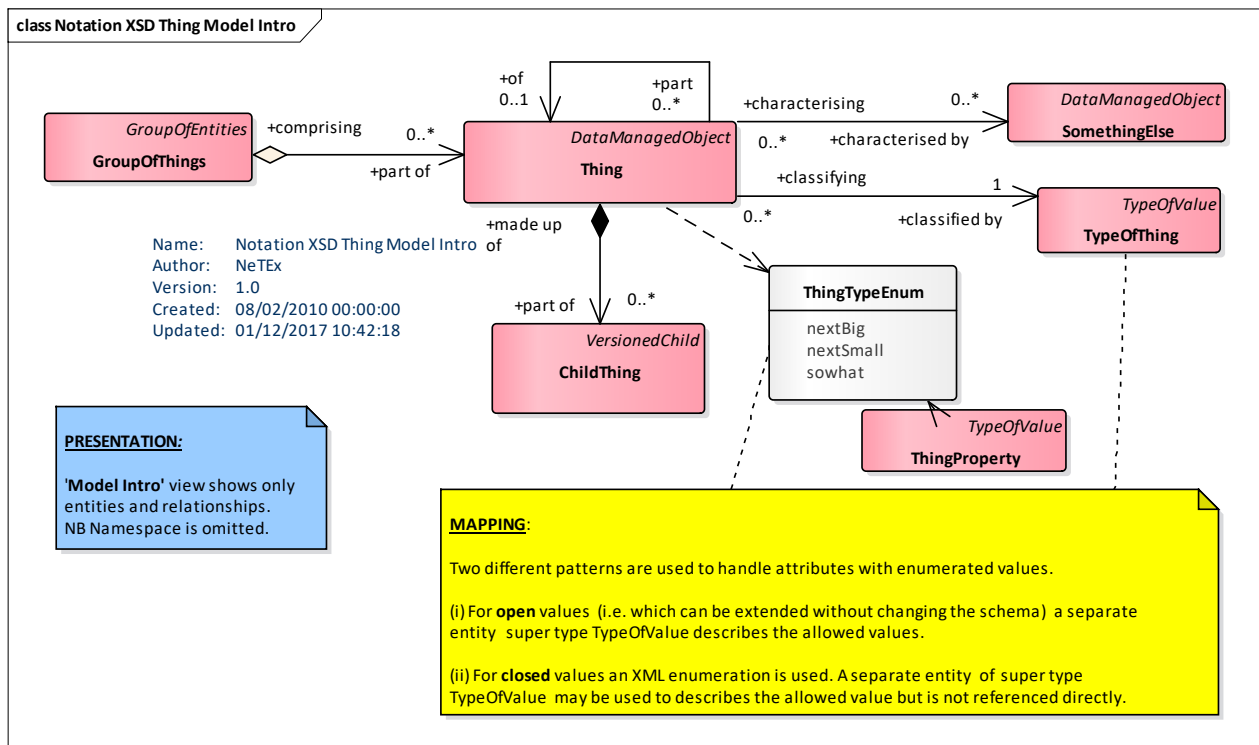 class Notation XSD Thing Model Intro
+of
0..1
+part
0..*
GroupOfEntities
GroupOfThings
+comprising
0..*
+part of
DataManagedObject
Thing
+characterising
0..*
0..*
+characterised by
DataManagedObject
SomethingElse
+classifying
1
0..*
+classified by
TypeOfValue
TypeOfThing
+made up
of
Name: Notation XSD Thing Model Intro
Author: NeTEx
Version: 1.0
Created: 08/02/2010 00:00:00
Updated: 01/12/2017 10:42:18
+part of
0..*
VersionedChild
ChildThing
ThingTypeEnum
nextBig
nextSmall
sowhat
TypeOfValue
ThingProperty
PRESENTATION:
'Model Intro' view shows only
entities and relationships.
NB Namespace is omitted.
MAPPING:
Two different patterns are used to handle attributes with enumerated values.
(i) For open values (i.e. which can be extended without changing the schema) a separate
entity super type TypeOfValue describes the allowed values.
(ii) For closed values an XML enumeration is used. A separate entity of super type
TypeOfValue may be used to describes the allowed value but is not referenced directly.